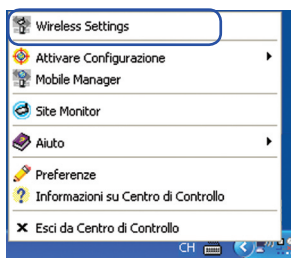 Wireless Settings
Attivare Configurazione
Mobile Manager
Site Monitor
Aiuto
Preferenze
Informazioni su Centro di Controllo
Esci da Centro di Controllo
CH